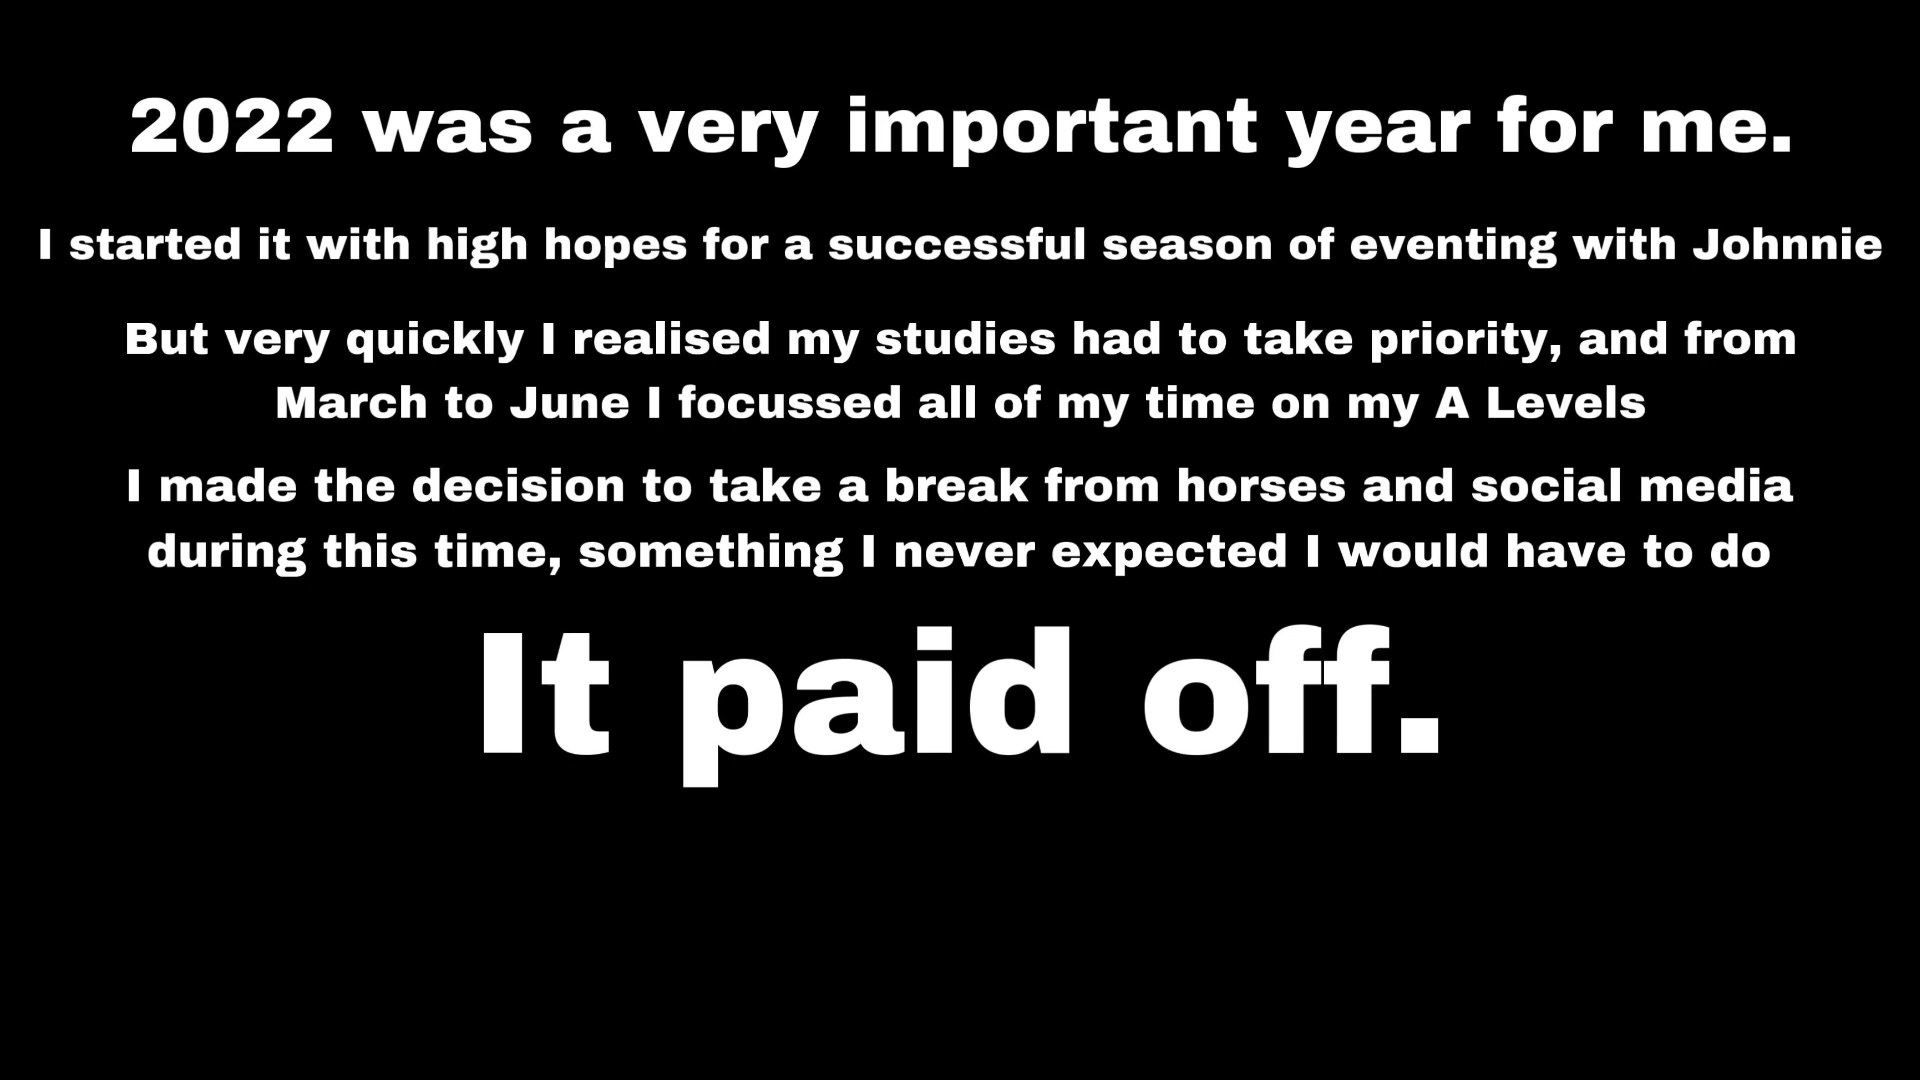 2022 was a very important year for me.
I started it with high hopes for a successful season of eventing with Johnnie
But very quickly I realised my studies had to take priority, and from
March to June I focussed all of my time on my A Levels
I made the decision to take a break from horses and social media
during this time, something I never expected I would have to do
It paid off.